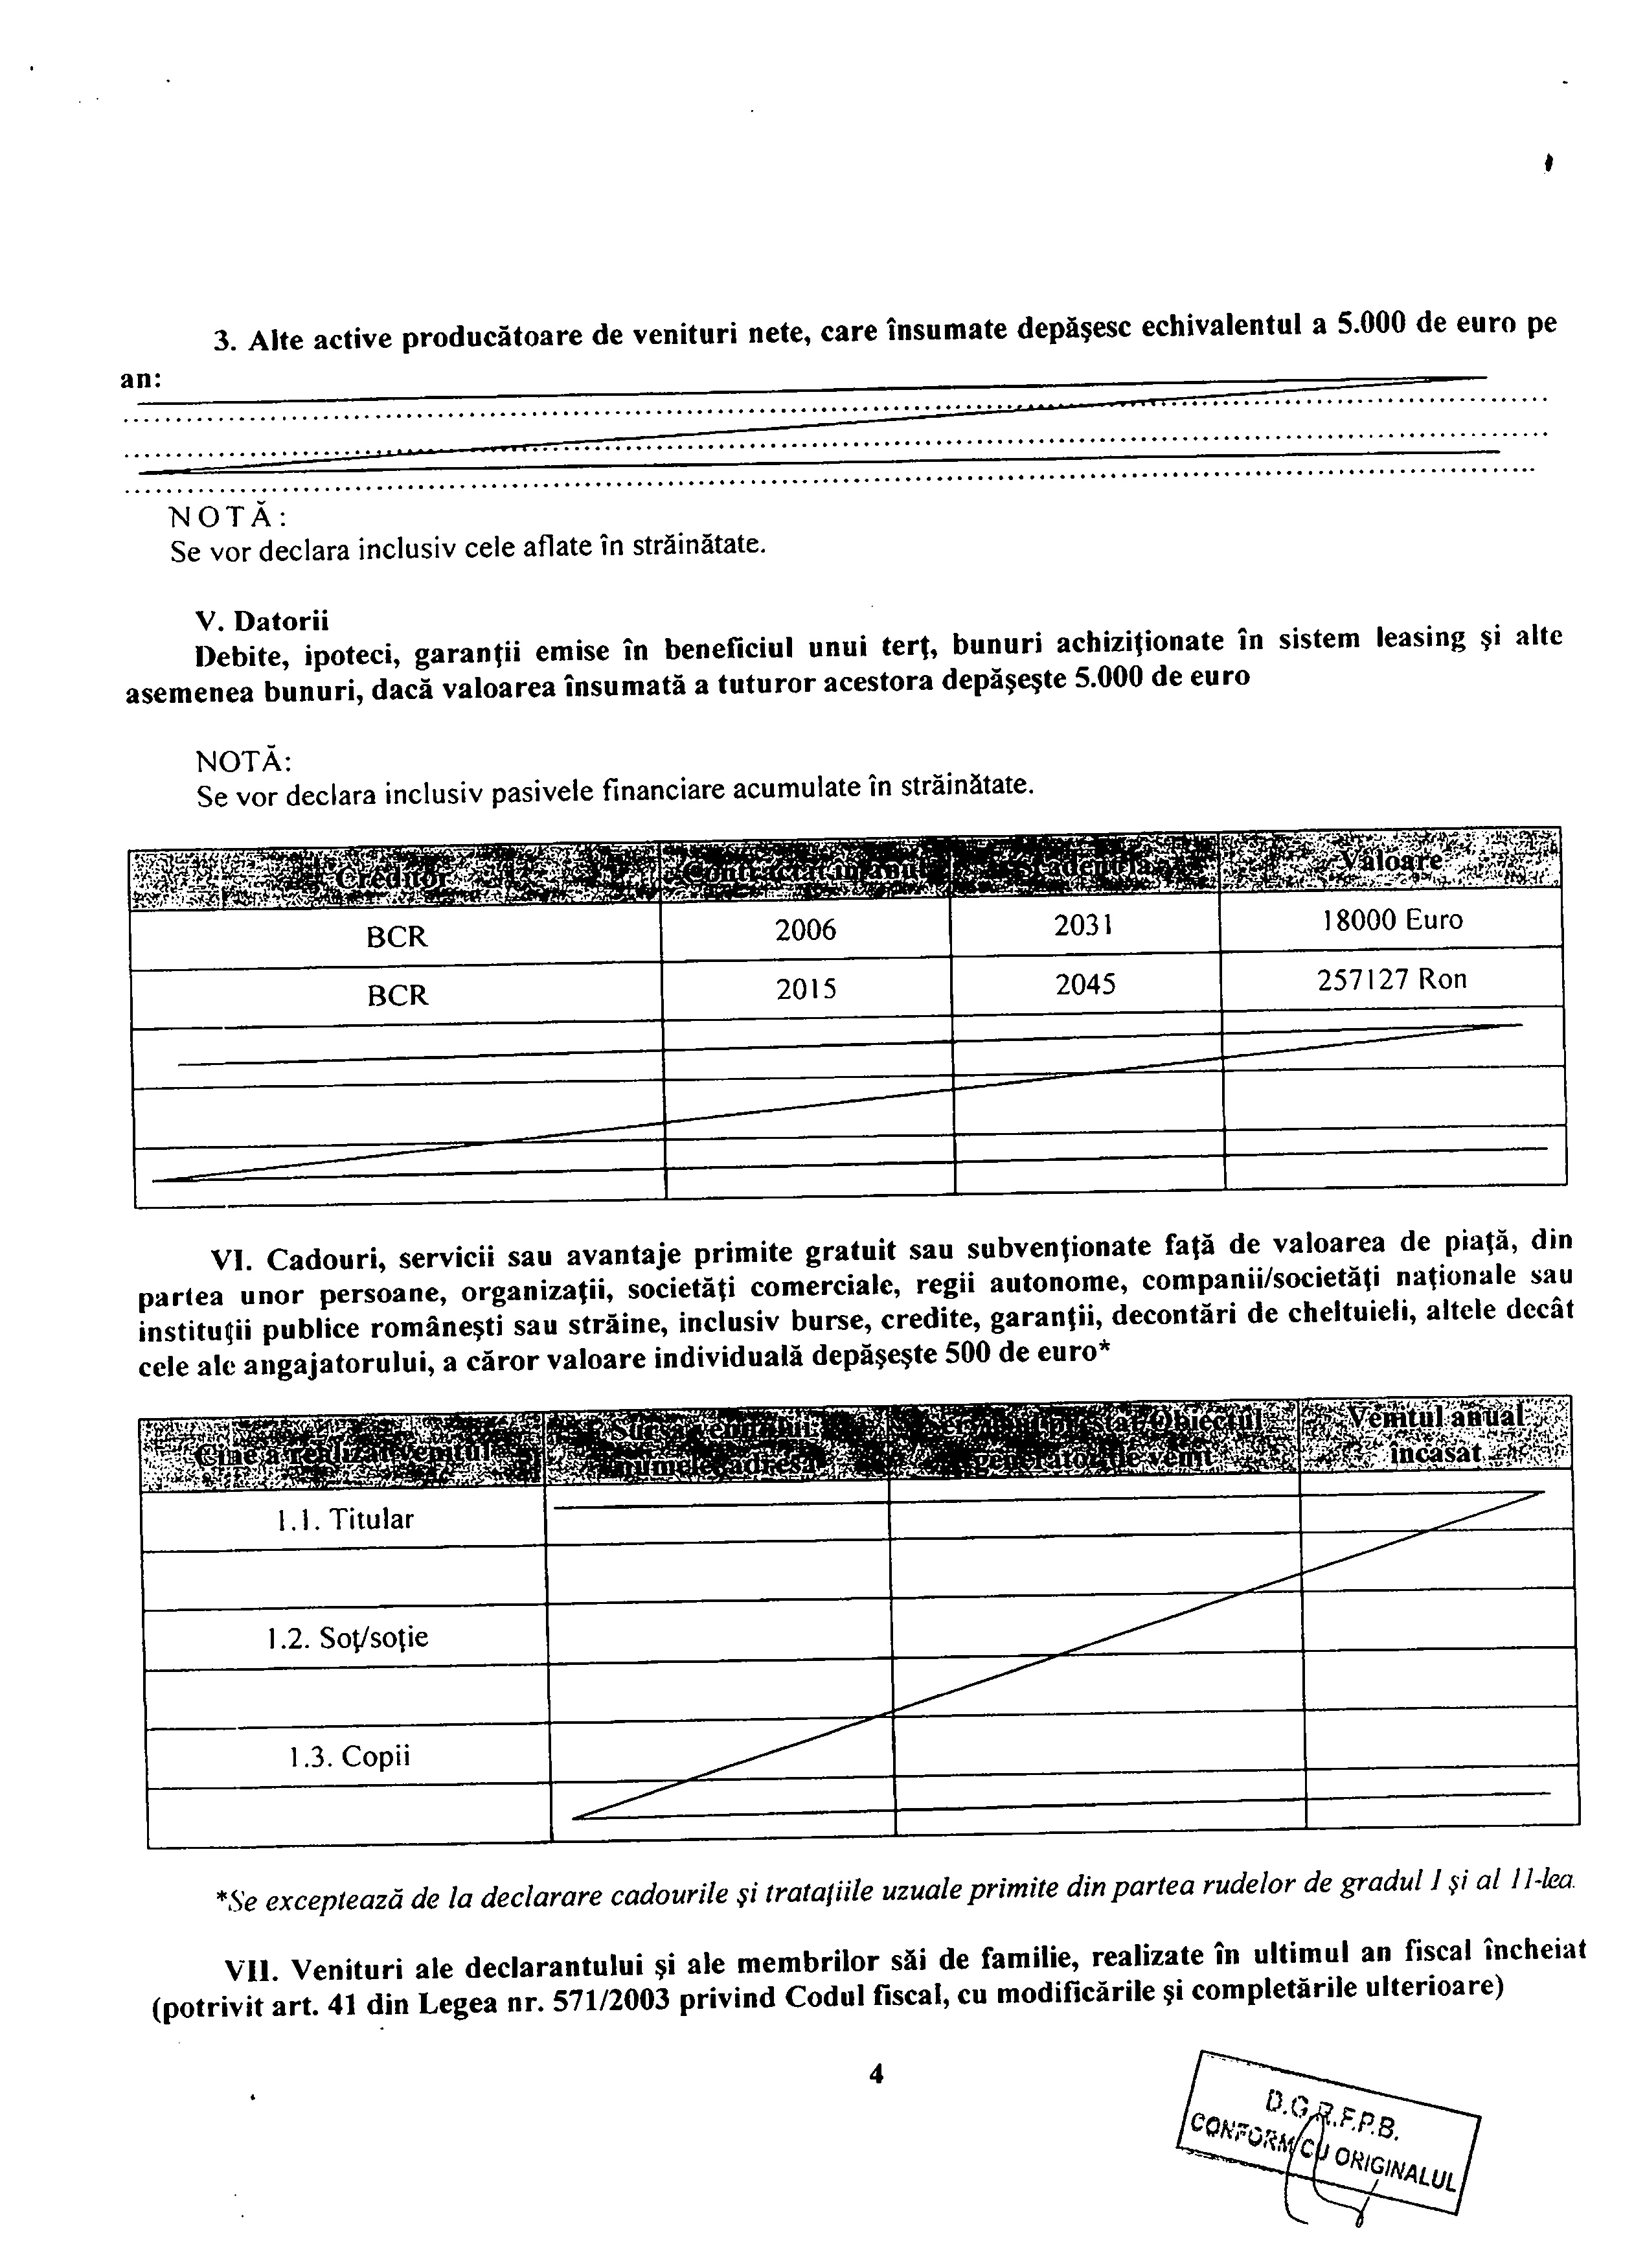 3. Alte active producătoare de venituri nete, care însumate depăşesc echivalentul a 5.000 de euro pe
an:
NOTĂ:
Se vor declara inclusiv cele aflate în străinătate.
V. Datorii
Debite, ipoteci, garanţii emise în beneficiul unui terţ, bunuri achiziţionate în sistem leasing şi alte
asemenea bunuri, dacă valoarea însumată a tuturor acestora depăşeşte 5.000 de euro
NOTĂ:
Se vor declara inclusiv pasivele financiare acumulate în străinătate.
Creditor Contractat în anul Scadent la Valoare
BCR 2006 2031 18000 Euro
BCR 2015 2045 257127 Ron
VI. Cadouri, servicii sau avantaje primite gratuit sau subvenţionate faţă de valoarea de piaţă, din
partea unor persoane, organizaţii, societăţi comerciale, regii autonome, companii/societăţi naţionale sau
instituţii publice româneşti sau străine, inclusiv burse, credite, garanţii, decontări de cheltuieli, altele decât
cele ale angajatorului, a căror valoare individuală depăşeşte 500 de euro*
Cine a realizat venitul Sursa venitului: numele, adresa generator de venit Venitul anual încasat
1.1. Titular
1.2. Soţ/soţie
1.3. Copii
*Se exceptează de la declarare cadourile şi trataţiile uzuale primite din partea rudelor de gradul I şi al II-lea.
VII. Venituri ale declarantului şi ale membrilor săi de familie, realizate în ultimul an fiscal încheiat
(potrivit art. 41 din Legea nr. 571/2003 privind Codul fiscal, cu modificările şi completările ulterioare)
4
D.G.R.F.P.B.
CONFORM CU ORIGINALUL